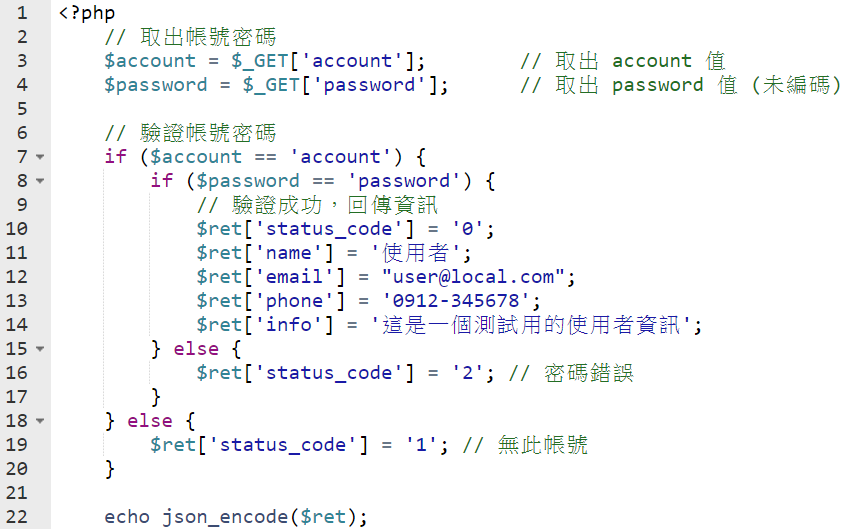 1 <?php
2     // 取出帳號密碼
3     $account = $_GET['account'];        // 取出 account 值
4     $password = $_GET['password'];      // 取出 password 值 (未編碼)
5
6     // 驗證帳號密碼
7     if ($account == 'account') {
8         if ($password == 'password') {
9             // 驗證成功，回傳資訊
10             $ret['status_code'] = '0';
11             $ret['name'] = '使用者';
12             $ret['email'] = "user@local.com";
13             $ret['phone'] = '0912-345678';
14             $ret['info'] = '這是一個測試用的使用者資訊';
15         } else {
16             $ret['status_code'] = '2'; // 密碼錯誤
17         }
18     } else {
19         $ret['status_code'] = '1'; // 無此帳號
20     }
21
22     echo json_encode($ret);